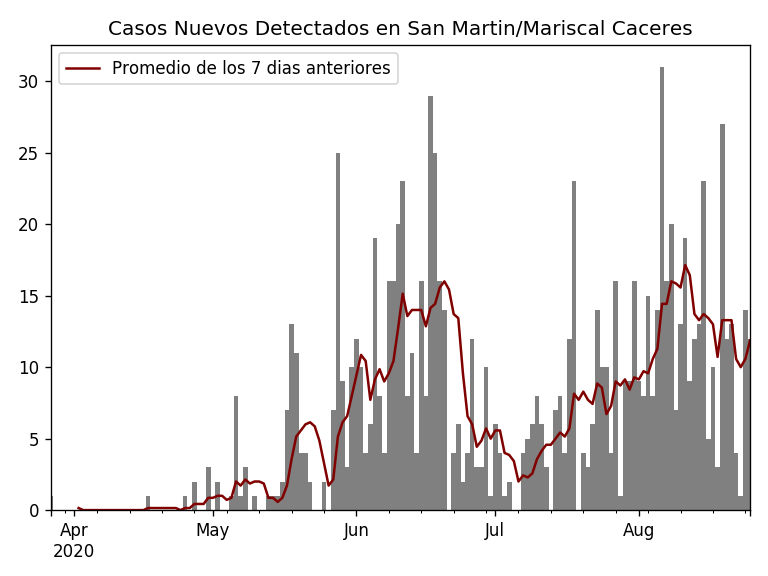 Casos Nuevos Detectados en San Martin/Mariscal Caceres
Promedio de los 7 dias anteriores
30
25
20
15
10
5
0
Apr May Jun Jul Aug
2020